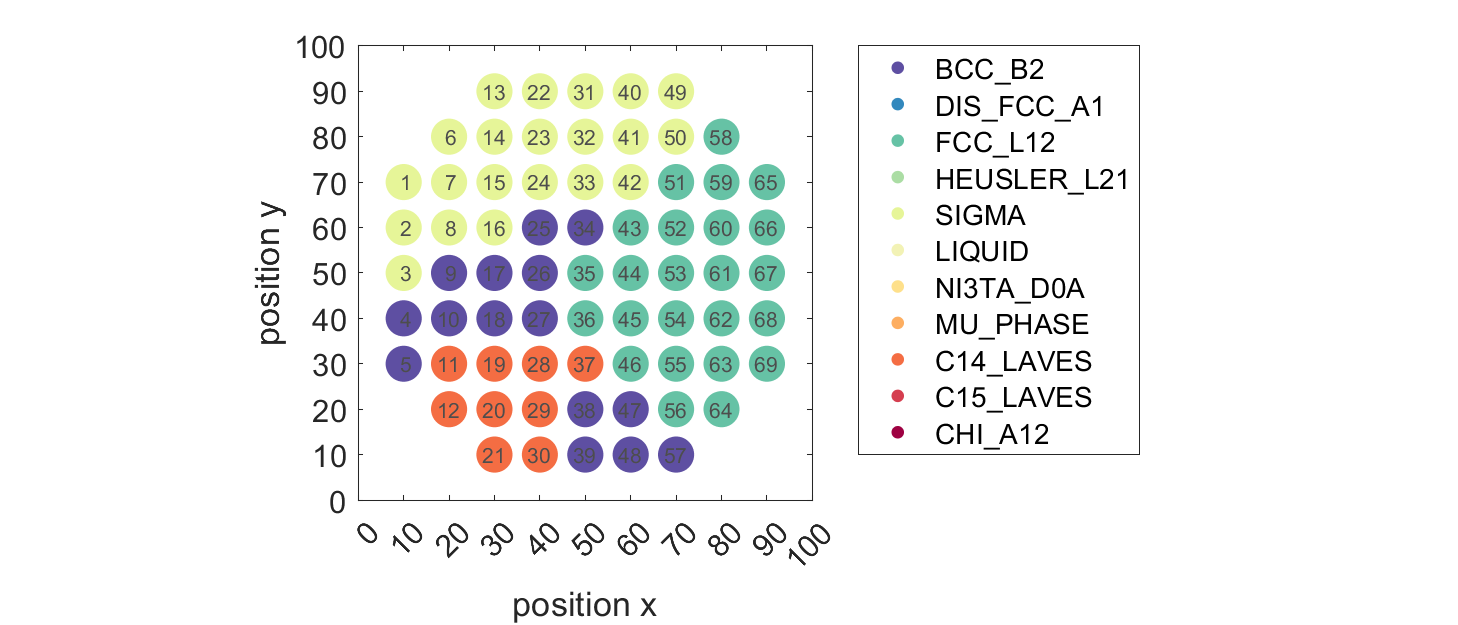 100
90
80
70
60
50
40
30
20
10
0
position y
13 22 31 40 49
6 14 23 32 41 50 58
1 7 15 24 33 42 51 59 65
2 8 16 25 34 43 52 60 66
3 9 17 26 35 44 53 61 67
4 10 18 27 36 45 54 62 68
5 11 19 28 37 46 55 63 69
12 20 29 38 47 56 64
21 30 39 48 57
0 10 20 30 40 50 60 70 80 90 100
position x
BCC_B2
DIS_FCC_A1
FCC_L12
HEUSLER_L21
SIGMA
LIQUID
NI3TA_D0A
MU_PHASE
C14_LAVES
C15_LAVES
CHI_A12